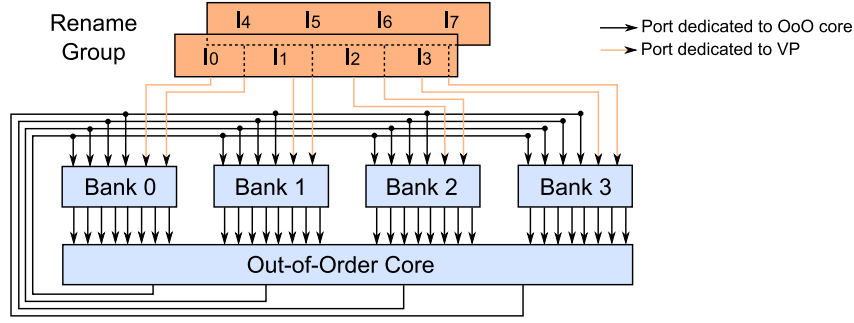 Rename
Group
I4 I5 I6 I7
I0 I1 I2 I3
Port dedicated to OoO core
Port dedicated to VP
Bank 0 Bank 1 Bank 2 Bank 3
Out-of-Order Core